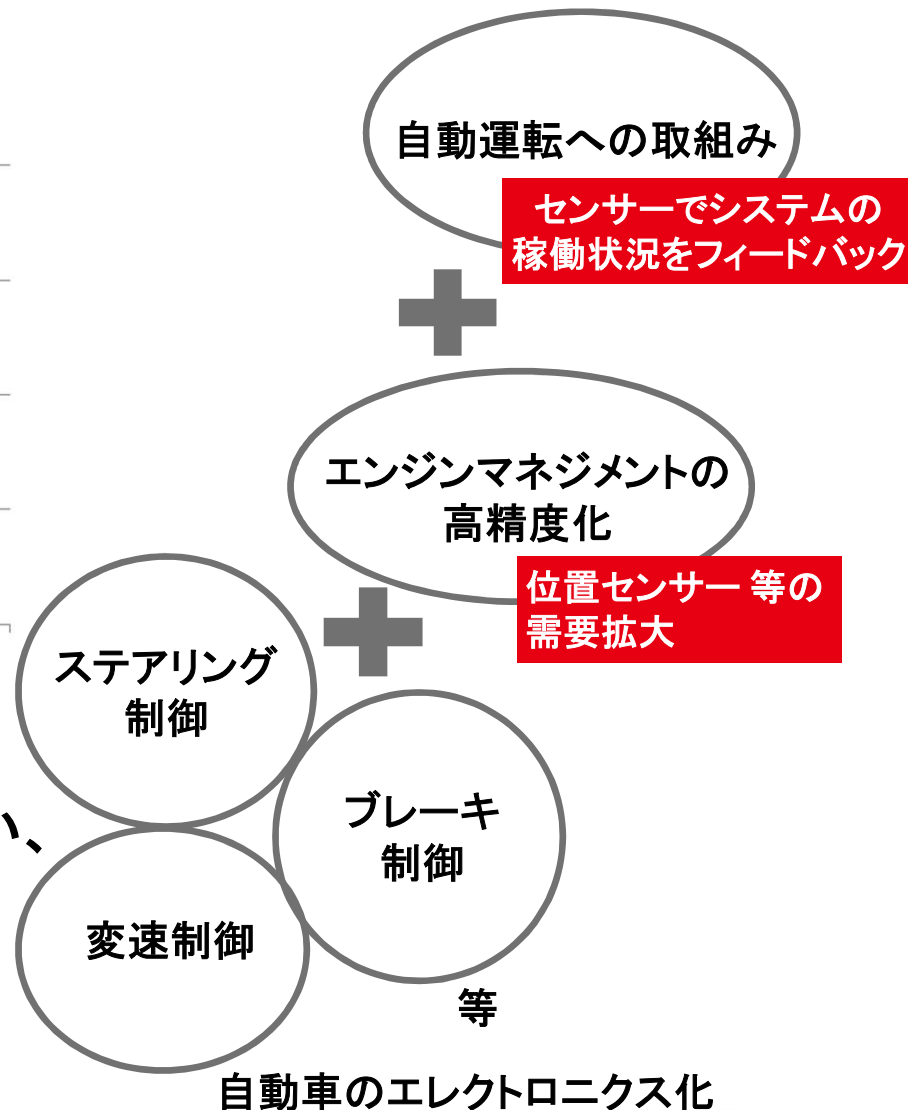 自動運転への取組み
センサーでシステムの
稼働状況をフィードバック
エンジンマネジメントの
高精度化
位置センサー 等の
需要拡大
ステアリング
制御
ブレーキ
制御
変速制御
等
自動車のエレクトロニクス化